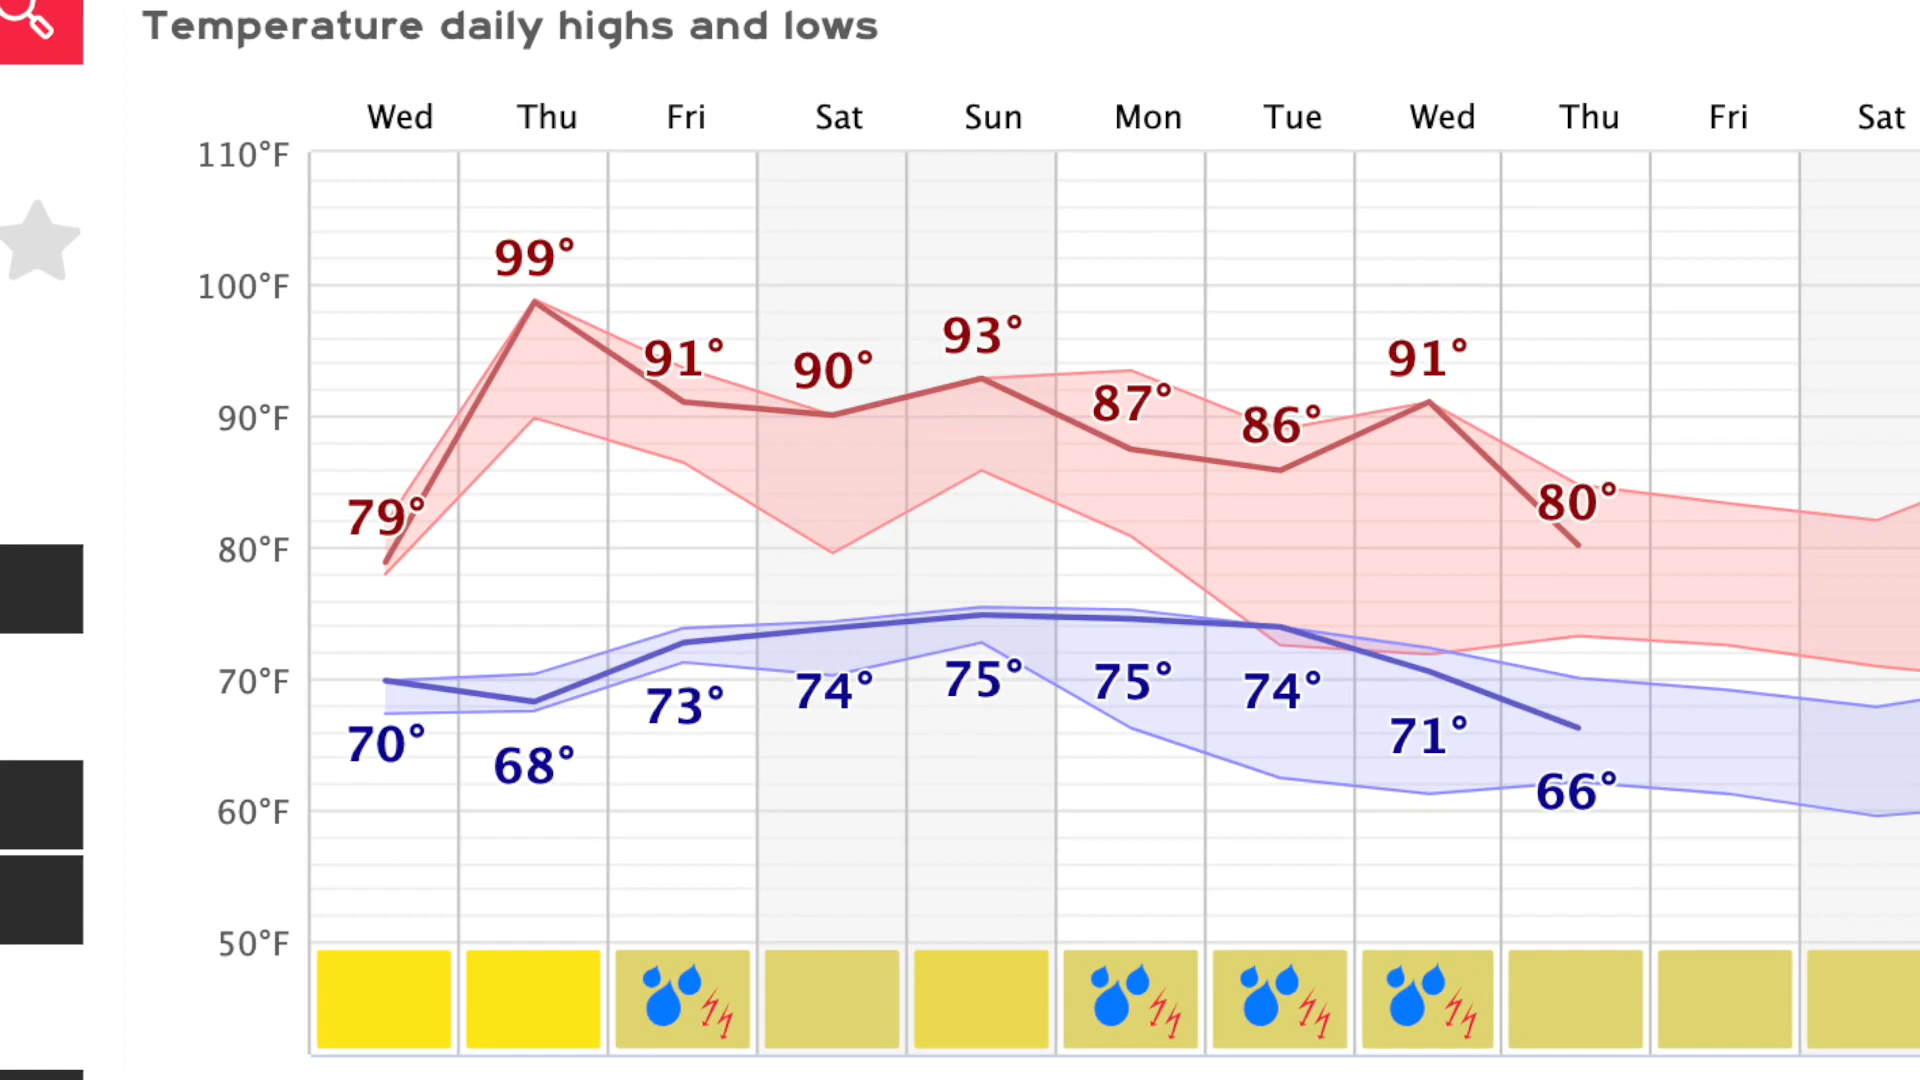 Temperature daily highs and lows
Wed Thu Fri Sat Sun Mon Tue Wed Thu Fri Sat
110°F
100°F
90°F
80°F
70°F
60°F
50°F
79° 99° 91° 90° 93° 87° 86° 91° 80°
70° 68° 73° 74° 75° 75° 74° 71° 66°